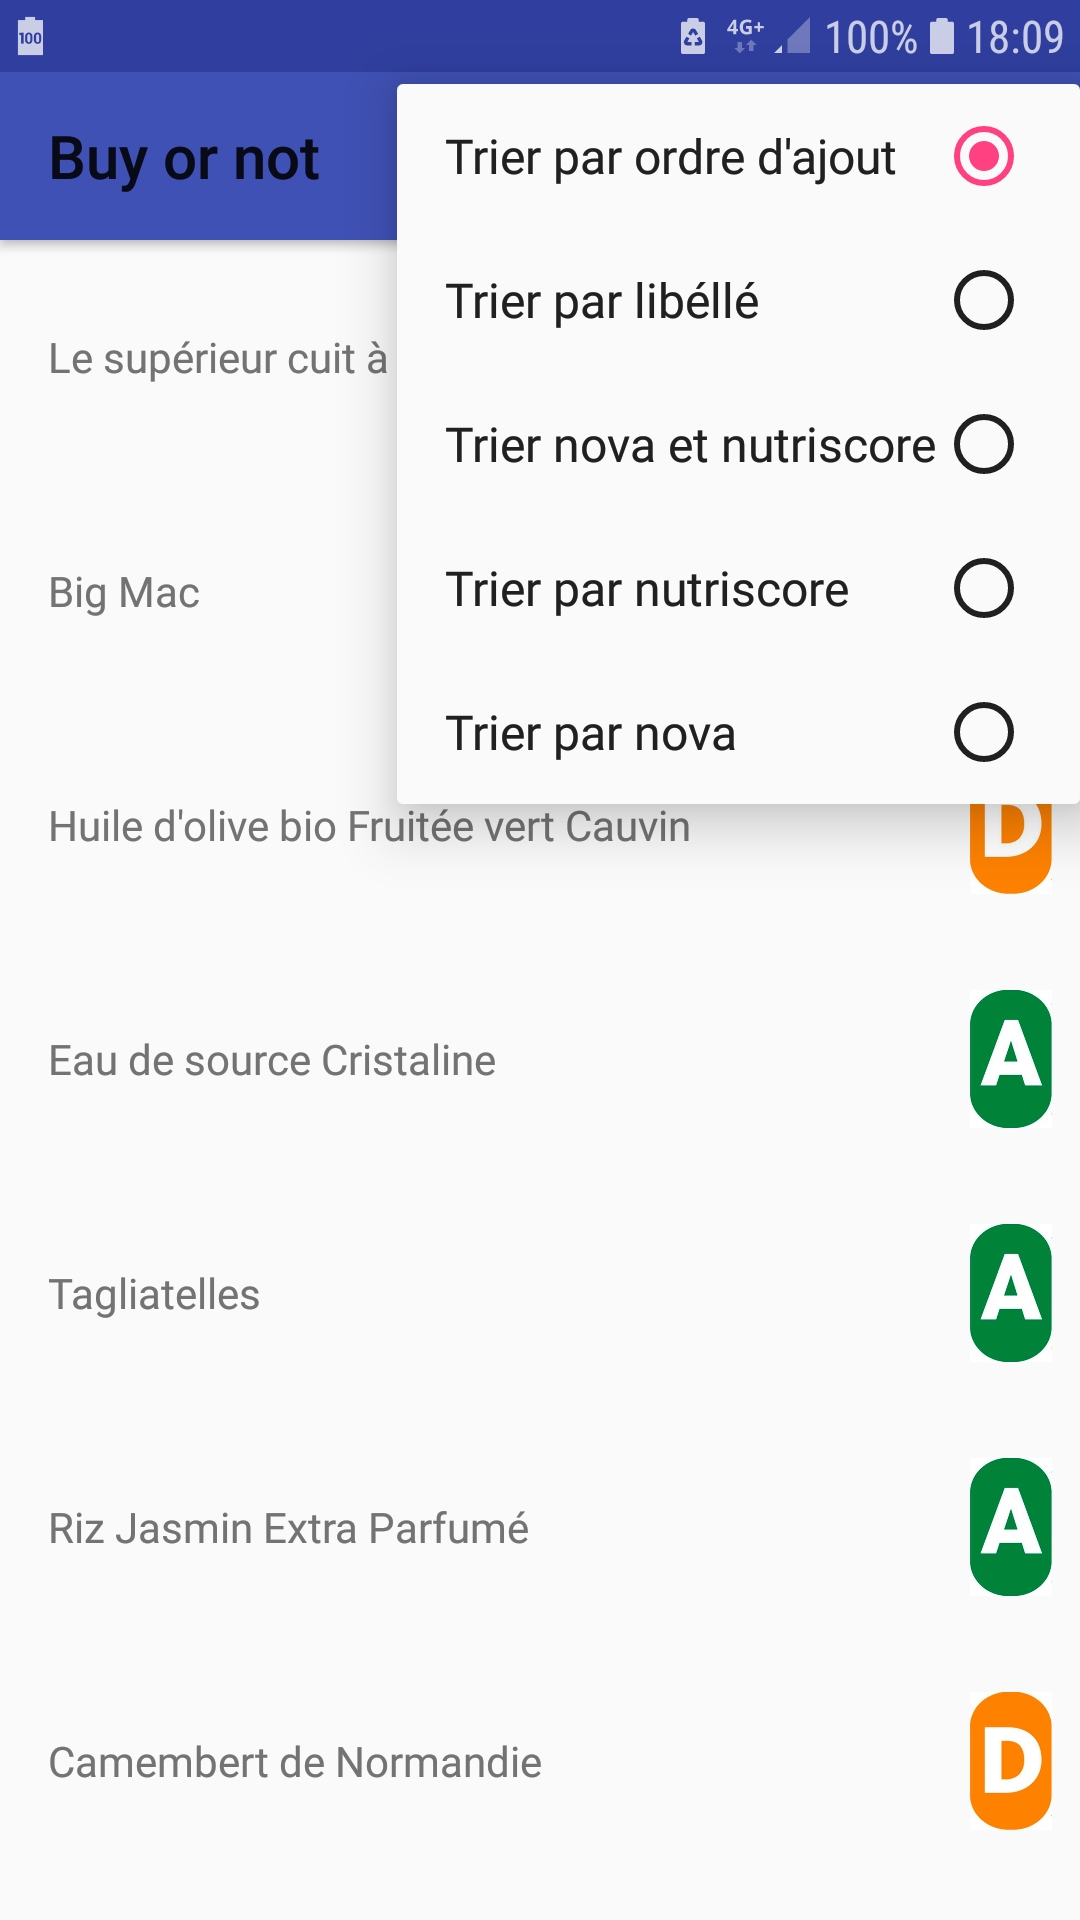 100 4G+ 100% 18:09
Buy or not
Trier par ordre d'ajout
Trier par libéllé
Trier nova et nutriscore
Trier par nutriscore
Trier par nova
Le supérieur cuit à
Big Mac
Huile d'olive bio Fruitée vert Cauvin D
Eau de source Cristaline A
Tagliatelles A
Riz Jasmin Extra Parfumé A
Camembert de Normandie D